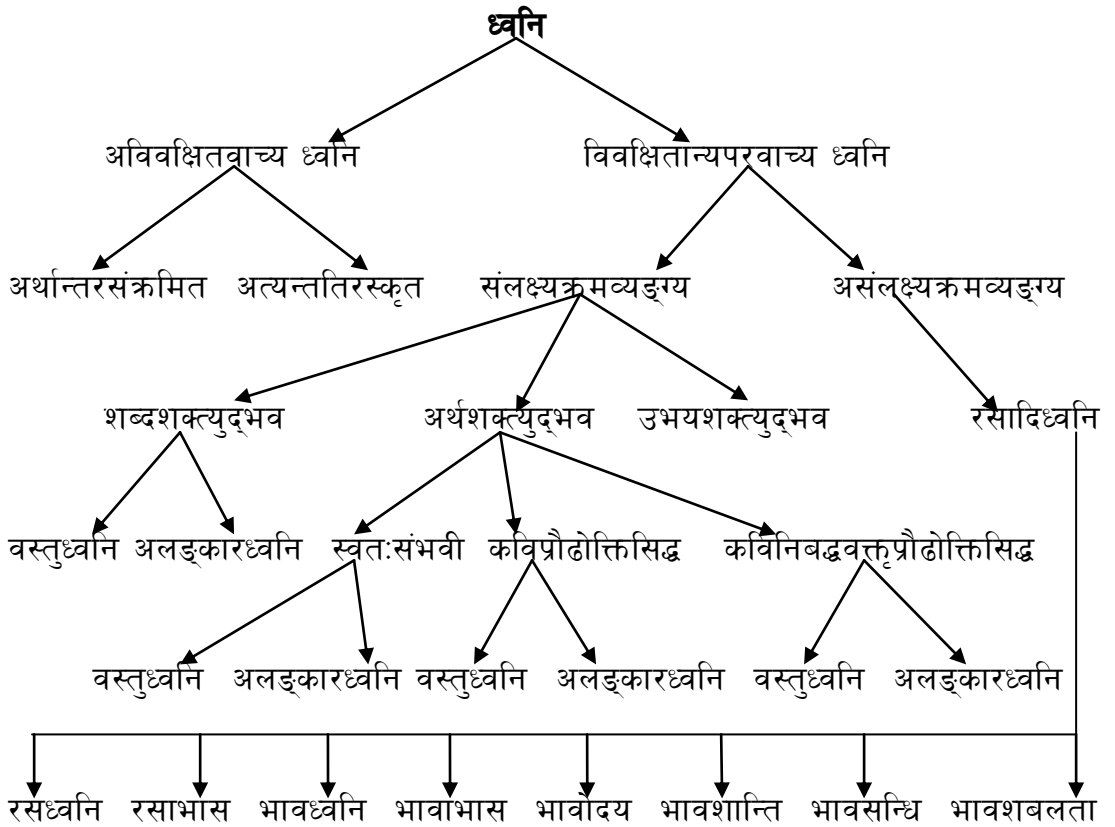 ध्वनि
अविवक्षितवाच्य ध्वनि विवक्षितान्यपरवाच्य ध्वनि
अर्थान्तरसंक्रमित अत्यन्ततिरस्कृत संलक्ष्यक्रमव्यङ्ग्य असंलक्ष्यक्रमव्यङ्ग्य
शब्दशक्त्युद्भव अर्थशक्त्युद्भव उभयशक्त्युद्भव रसादिध्वनि
वस्तुध्वनि अलङ्कारध्वनि स्वतःसंभवी कविप्रौढोक्तिसिद्ध कविनिबद्धवक्तृप्रौढोक्तिसिद्ध
वस्तुध्वनि अलङ्कारध्वनि वस्तुध्वनि अलङ्कारध्वनि वस्तुध्वनि अलङ्कारध्वनि
रसध्वनि रसाभास भावध्वनि भावाभास भावोदय भावशान्ति भावसन्धि भावशबलता